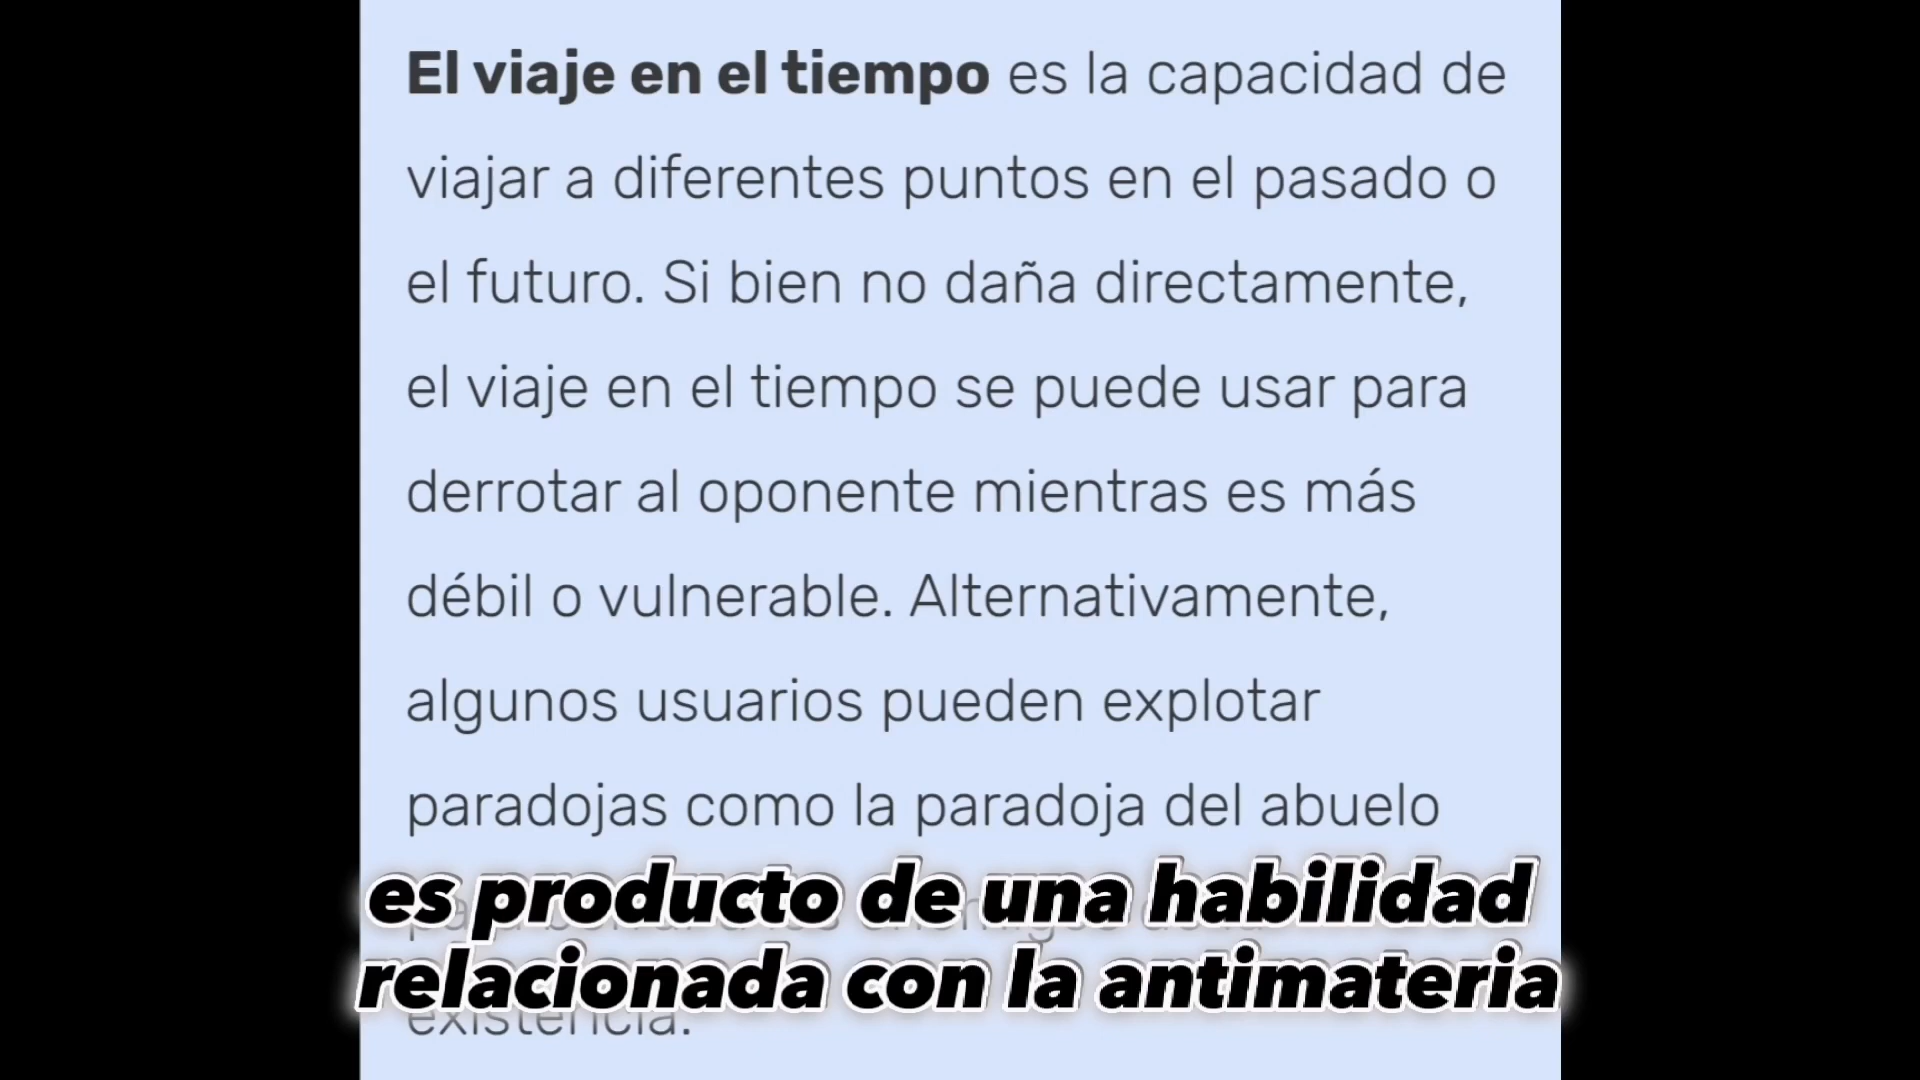 El viaje en el tiempo es la capacidad de
viajar a diferentes puntos en el pasado o
el futuro. Si bien no daña directamente,
el viaje en el tiempo se puede usar para
derrotar al oponente mientras es más
débil o vulnerable. Alternativamente,
algunos usuarios pueden explotar
paradojas como la paradoja del abuelo
es producto de una habilidad
relacionada con la antimateria
existencia.